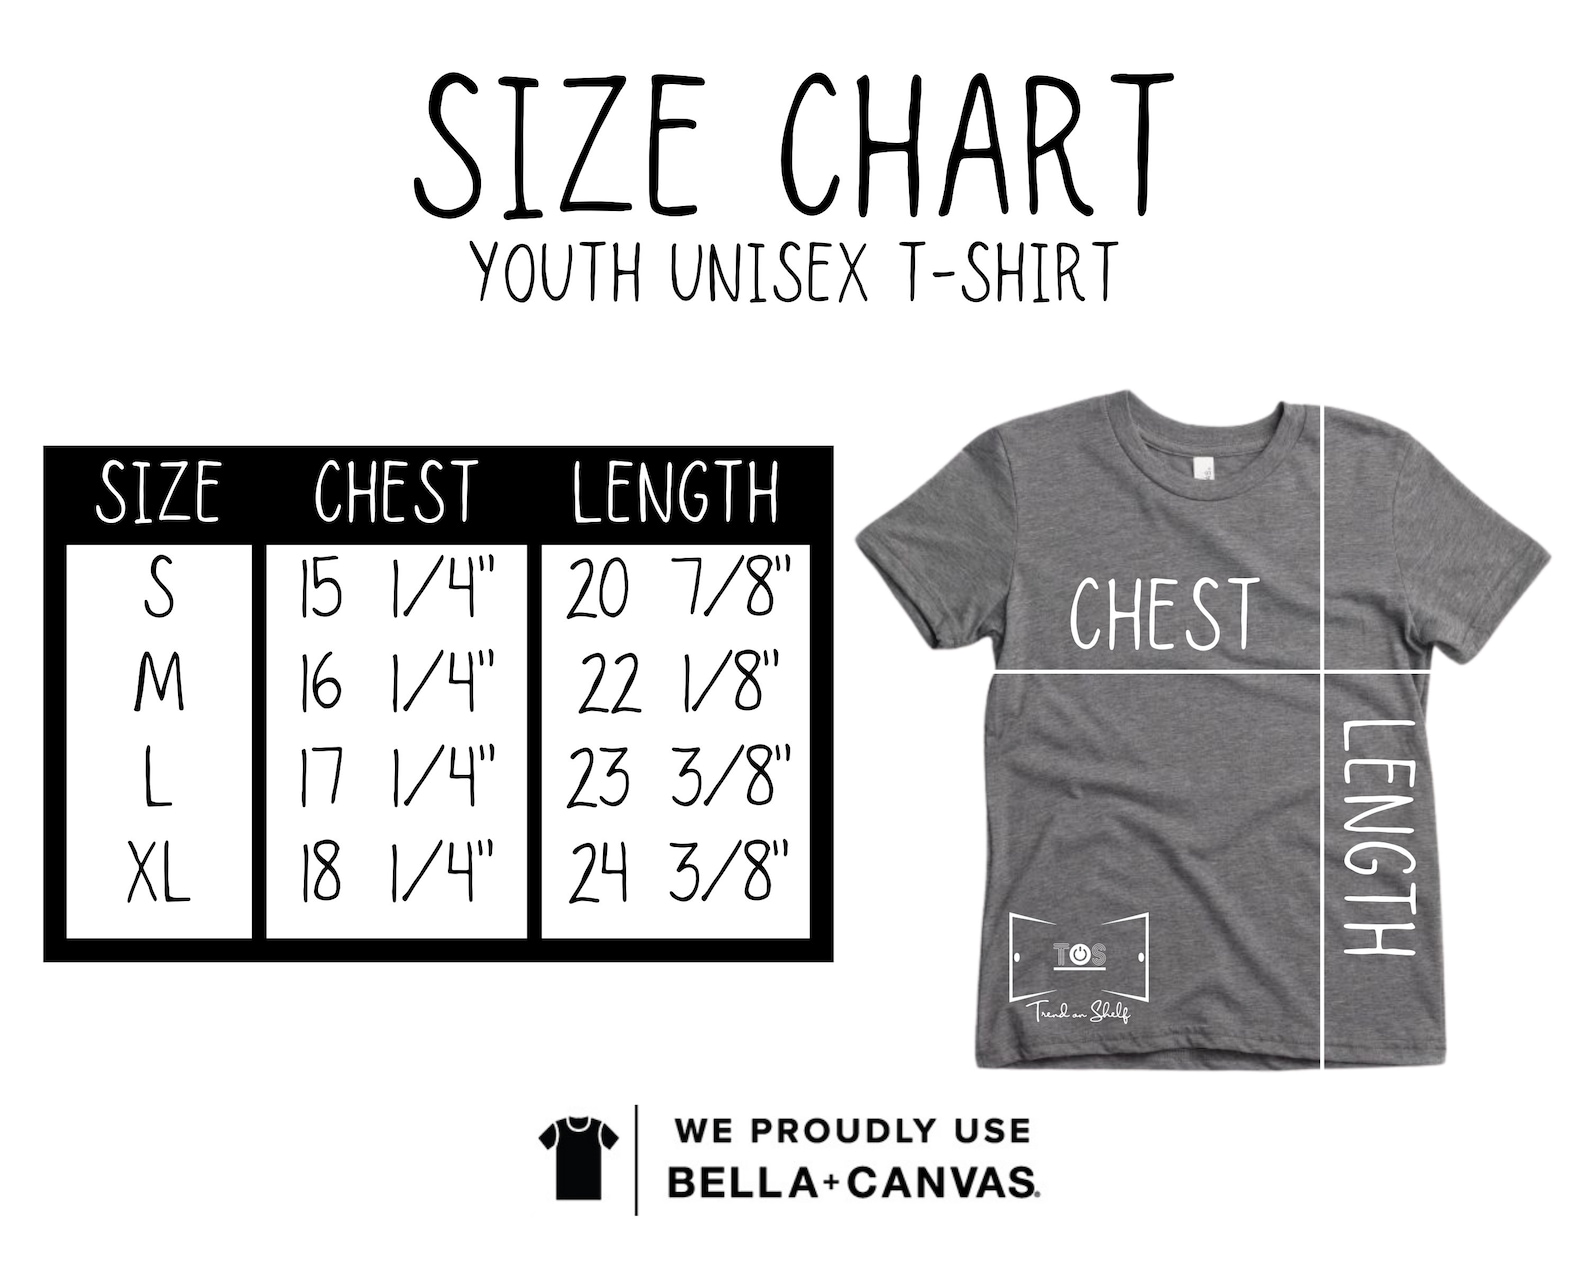 SIZE CHART
YOUTH UNISEX T-SHIRT
SIZE CHEST LENGTH
S 15 1/4" 20 7/8"
M 16 1/4" 22 1/8"
L 17 1/4" 23 3/8"
XL 18 1/4" 24 3/8"
CHEST
LENGTH
TOS
Trend on Shelf
WE PROUDLY USE
BELLA+CANVAS®